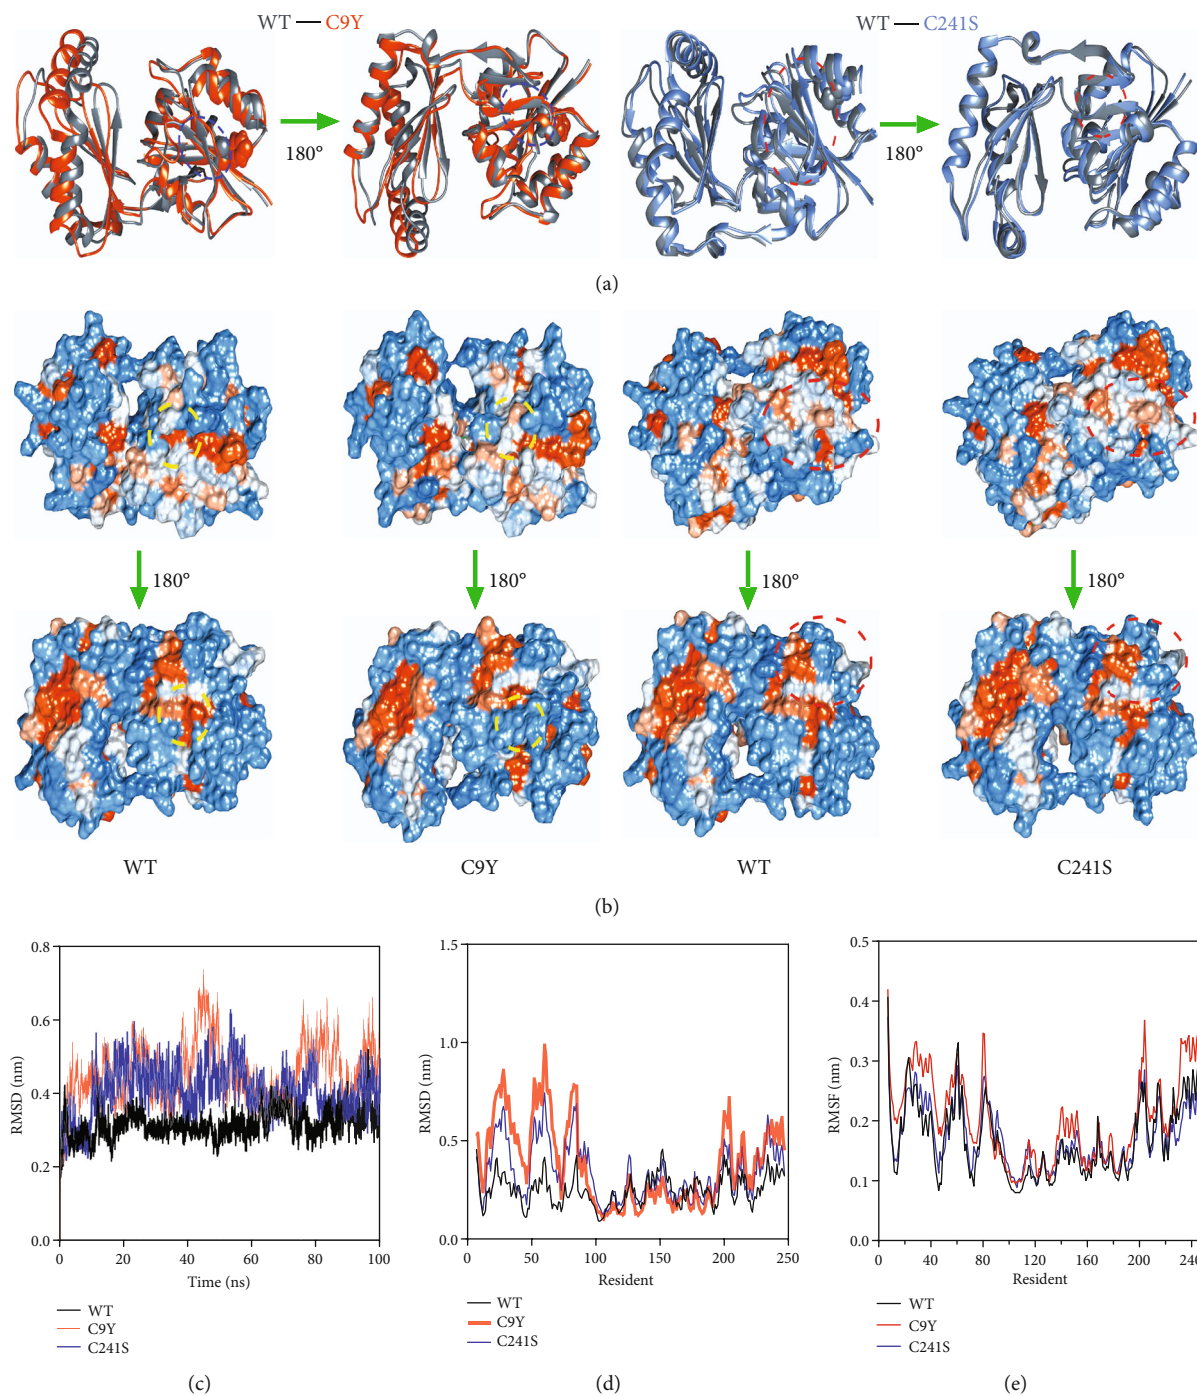 WT — C9Y
WT — C241S
180°
180°
(a)
180°
180°
180°
180°
WT
C9Y
WT
C241S
(b)
0.8
0.6
0.4
0.2
0.0
RMSD (nm)
0
20
40
60
80
100
Time (ns)
WT
C9Y
C241S
(c)
1.5
1.0
0.5
0.0
RMSD (nm)
0
50
100
150
200
250
Resident
WT
C9Y
C241S
(d)
0.5
0.4
0.3
0.2
0.1
0.0
RMSF (nm)
0
40
80
120
160
200
240
Resident
WT
C9Y
C241S
(e)